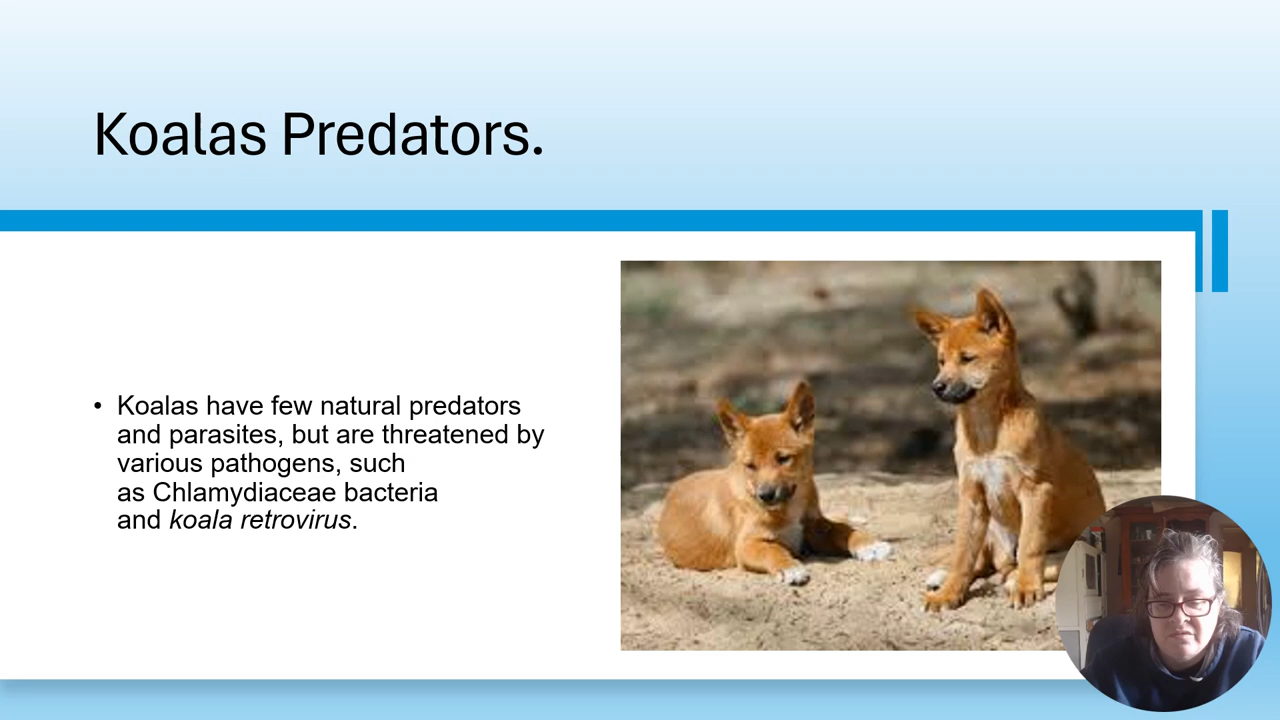 Koalas Predators.
• Koalas have few natural predators
and parasites, but are threatened by
various pathogens, such
as Chlamydiaceae bacteria
and koala retrovirus.